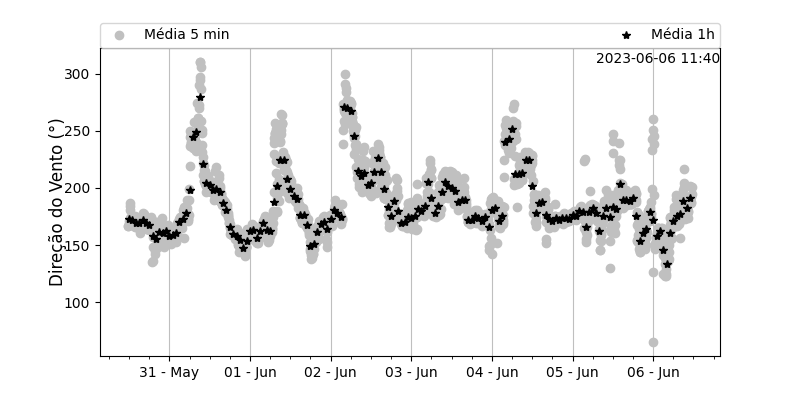 Média 5 min
Média 1h
2023-06-06 11:40
Direção do Vento (°)
300
250
200
150
100
31 - May
01 - Jun
02 - Jun
03 - Jun
04 - Jun
05 - Jun
06 - Jun